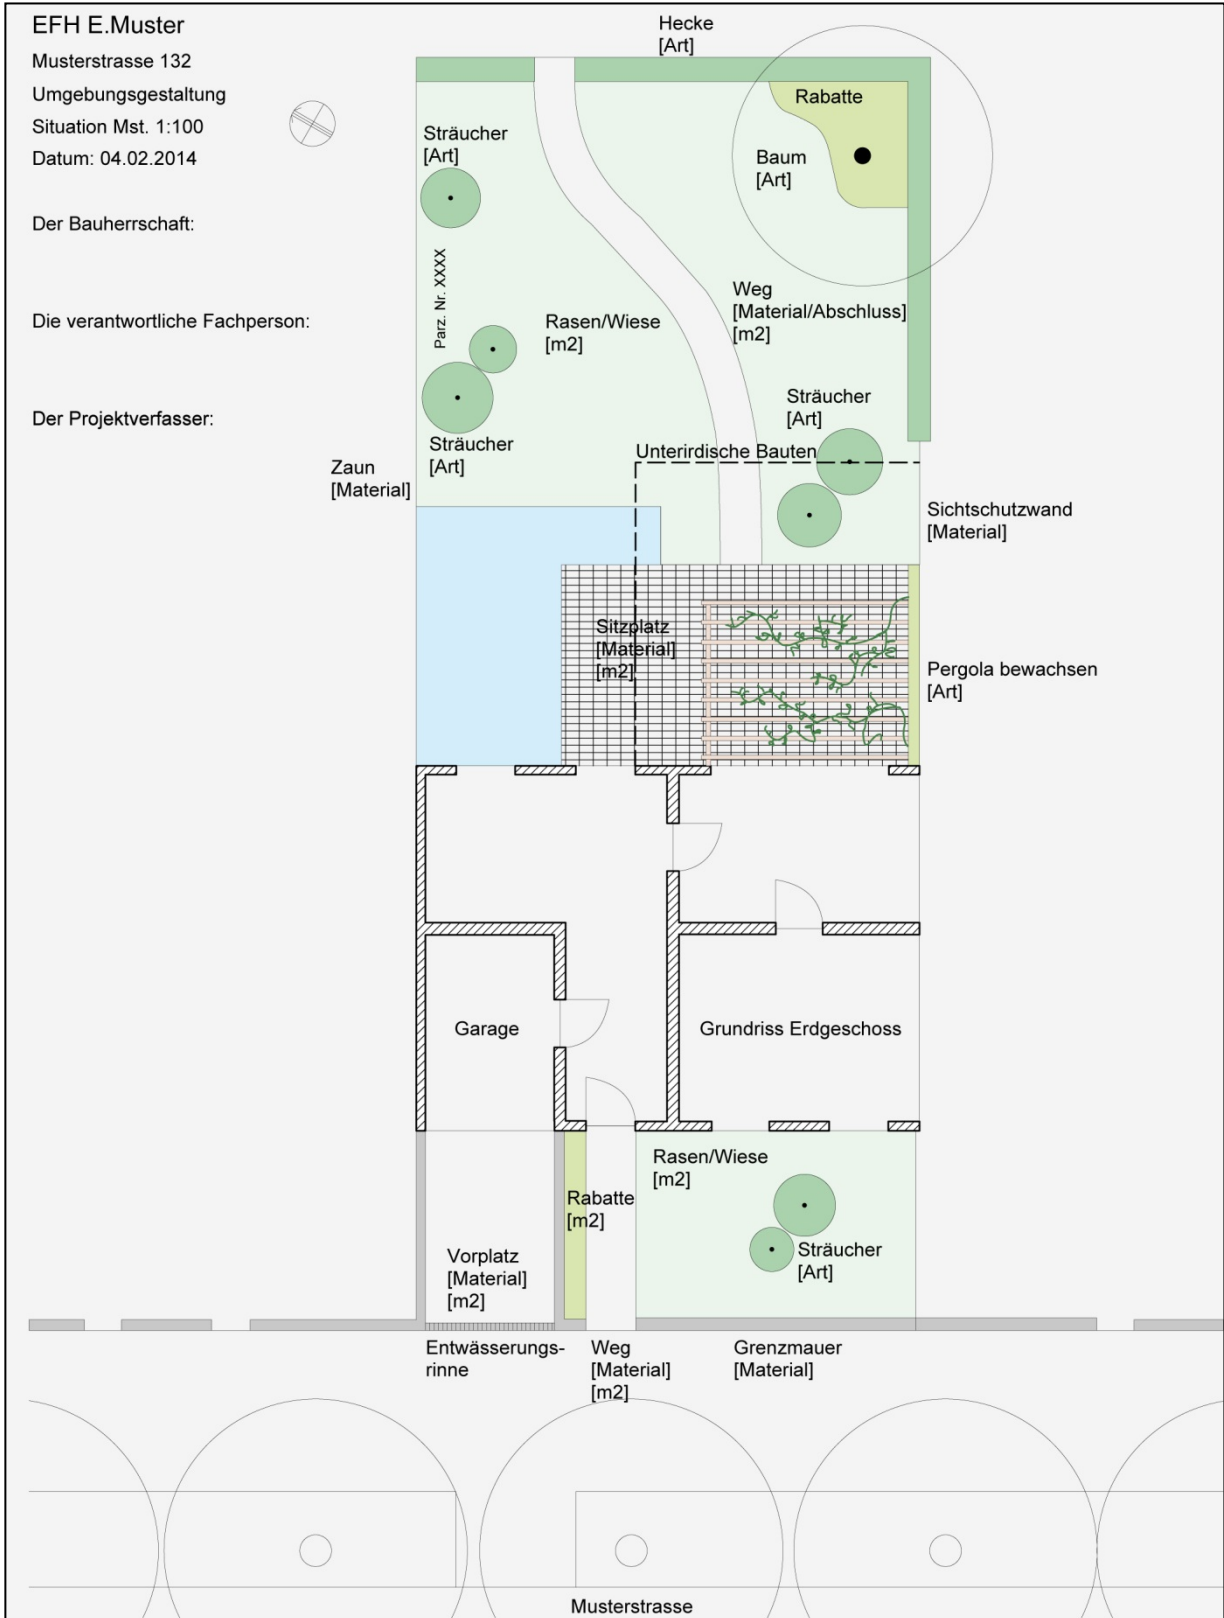 EFH E.Muster
Musterstrasse 132
Umgebungsgestaltung
Situation Mst. 1:100
Datum: 04.02.2014
Der Bauherrschaft:
Die verantwortliche Fachperson:
Der Projektverfasser:
Hecke
[Art]
Rabatte
Sträucher
[Art]
Baum
[Art]
Parz. Nr. XXXX
Weg
[Material/Abschluss]
[m2]
Rasen/Wiese
[m2]
Sträucher
[Art]
Sträucher
[Art]
Unterirdische Bauten
Zaun
[Material]
Sichtschutzwand
[Material]
Sitzplatz
[Material]
[m2]
Pergola bewachsen
[Art]
Garage
Grundriss Erdgeschoss
Rasen/Wiese
[m2]
Rabatte
[m2]
Sträucher
[Art]
Vorplatz
[Material]
[m2]
Entwässerungs-
rinne
Weg
[Material]
[m2]
Grenzmauer
[Material]
Musterstrasse